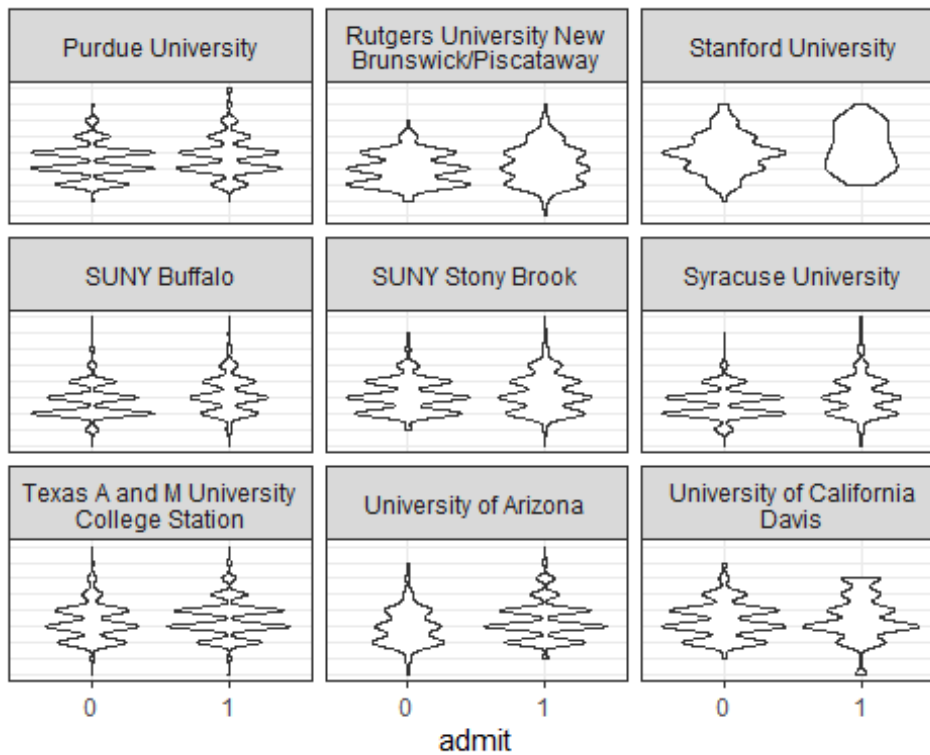 Purdue University
Rutgers University New
Brunswick/Piscataway
Stanford University
SUNY Buffalo
SUNY Stony Brook
Syracuse University
Texas A and M University
College Station
University of Arizona
University of California
Davis
0 1 0 1 0 1
admit